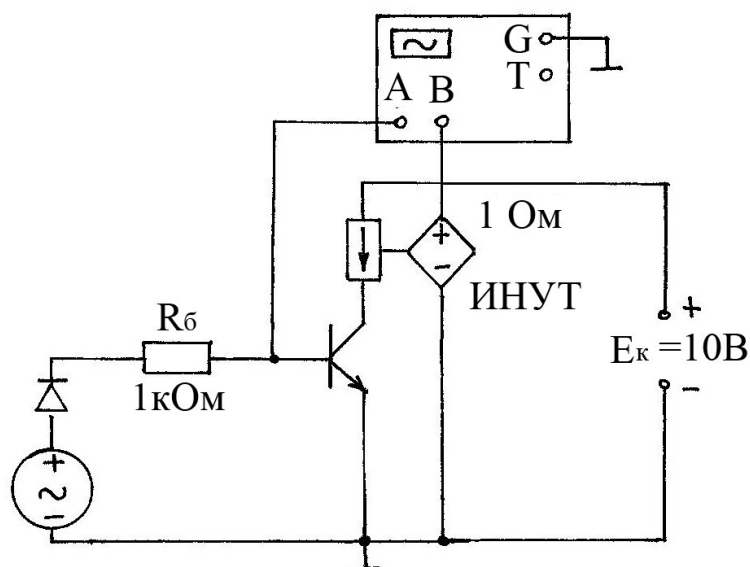 G
T
A B
1 Ом
ИНУТ
+
-
Rб
1кОм
+
Eк =10В
-
+
-